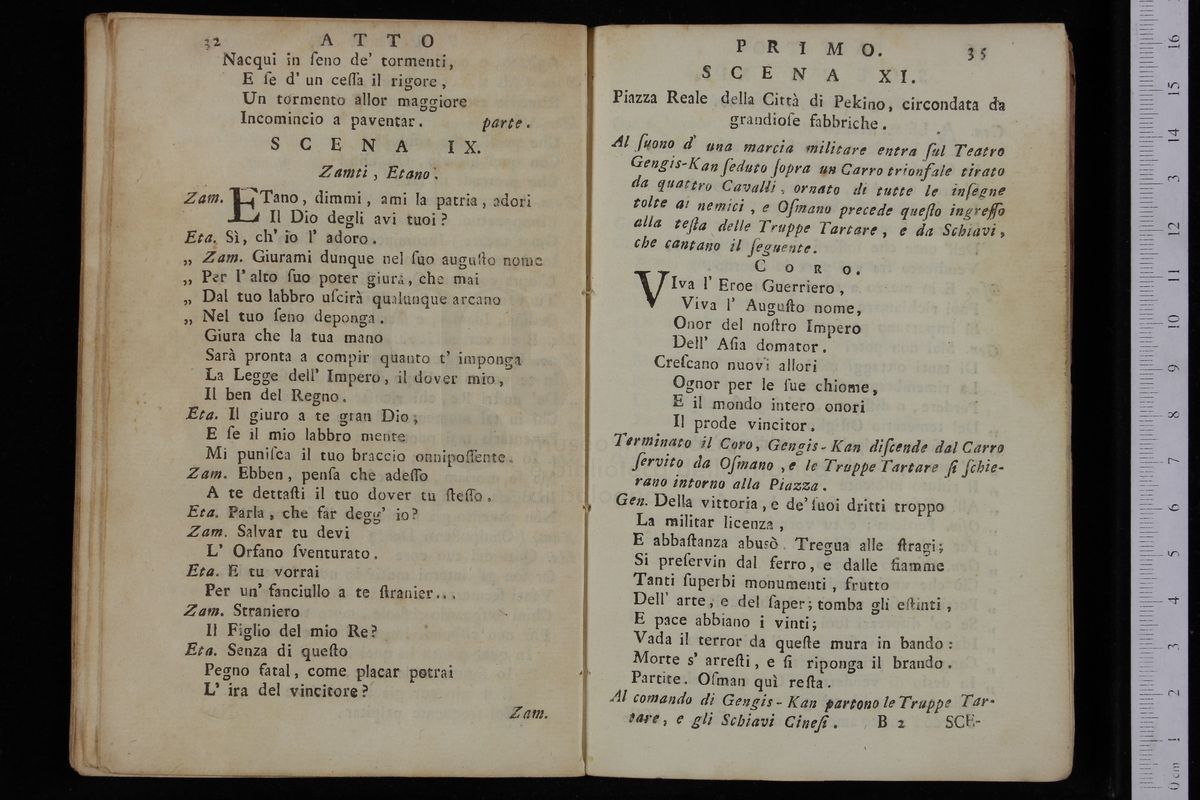 32 ATTO
Nacqui in ſeno de' tormenti,
E ſe d' un ceſſa il rigore,
Un tormento allor maggiore
Incomincio a paventar. parte.
SCENA IX.
Zamti, Etano.
Zam. ETano, dimmi, ami la patria, adori
Il Dio degli avi tuoi?
Eta. Sì, ch' io l' adoro.
„ Zam. Giurami dunque nel ſuo auguſto nome
„ Per l' alto ſuo poter giura, che mai
„ Dal tuo labbro uſcirà qualunque arcano
„ Nel tuo ſeno deponga.
Giura che la tua mano
Sarà pronta a compir quanto t' imponga
La Legge dell' Impero, il dover mio,
Il ben del Regno.
Eta. Il giuro a te gran Dio;
E ſe il mio labbro mente
Mi puniſca il tuo braccio onnipoſſente.
Zam. Ebben, penſa che adeſſo
A te dettaſti il tuo dover tu ſteſſo.
Eta. Parla, che far degg' io?
Zam. Salvar tu devi
L' Orfano ſventurato.
Eta. E tu vorrai
Per un' fanciullo a te ſtranier...
Zam. Straniero
Il Figlio del mio Re?
Eta. Senza di queſto
Pegno fatal, come placar potrai
L' ira del vincitore?
Zam.
PRIMO. 35
SCENA XI.
Piazza Reale della Città di Pekino, circondata da
grandioſe fabbriche.
Al ſuono d' una marcia militare entra ſul Teatro
Gengis-Kan ſeduto ſopra un Carro trionfale tirato
da quattro Cavalli, ornato di tutte le inſegne
tolte ai nemici, e Oſmano precede queſto ingreſſo
alla teſta delle Truppe Tartare, e da Schiavi,
che cantano il ſeguente.
CORO.
VIva l' Eroe Guerriero,
Viva l' Auguſto nome,
Onor del noſtro Impero
Dell' Aſia domator.
Creſcano nuovi allori
Ognor per le ſue chiome,
E il mondo intero onori
Il prode vincitor.
Terminato il Coro, Gengis-Kan diſcende dal Carro
ſervito da Oſmano, e le Truppe Tartare ſi ſchie-
rano intorno alla Piazza.
Gen. Della vittoria, e de' ſuoi dritti troppo
La militar licenza,
E abbaſtanza abusò. Tregua alle ſtragi;
Si preſervin dal ferro, e dalle fiamme
Tanti ſuperbi monumenti, frutto
Dell' arte, e del ſaper; tomba gli eſtinti,
E pace abbiano i vinti;
Vada il terror da queſte mura in bando:
Morte s' arreſti, e ſi riponga il brando.
Partite. Oſman quì reſta.
Al comando di Gengis-Kan partono le Truppe Tar-
tare, e gli Schiavi Cineſi. B 2 SCE-